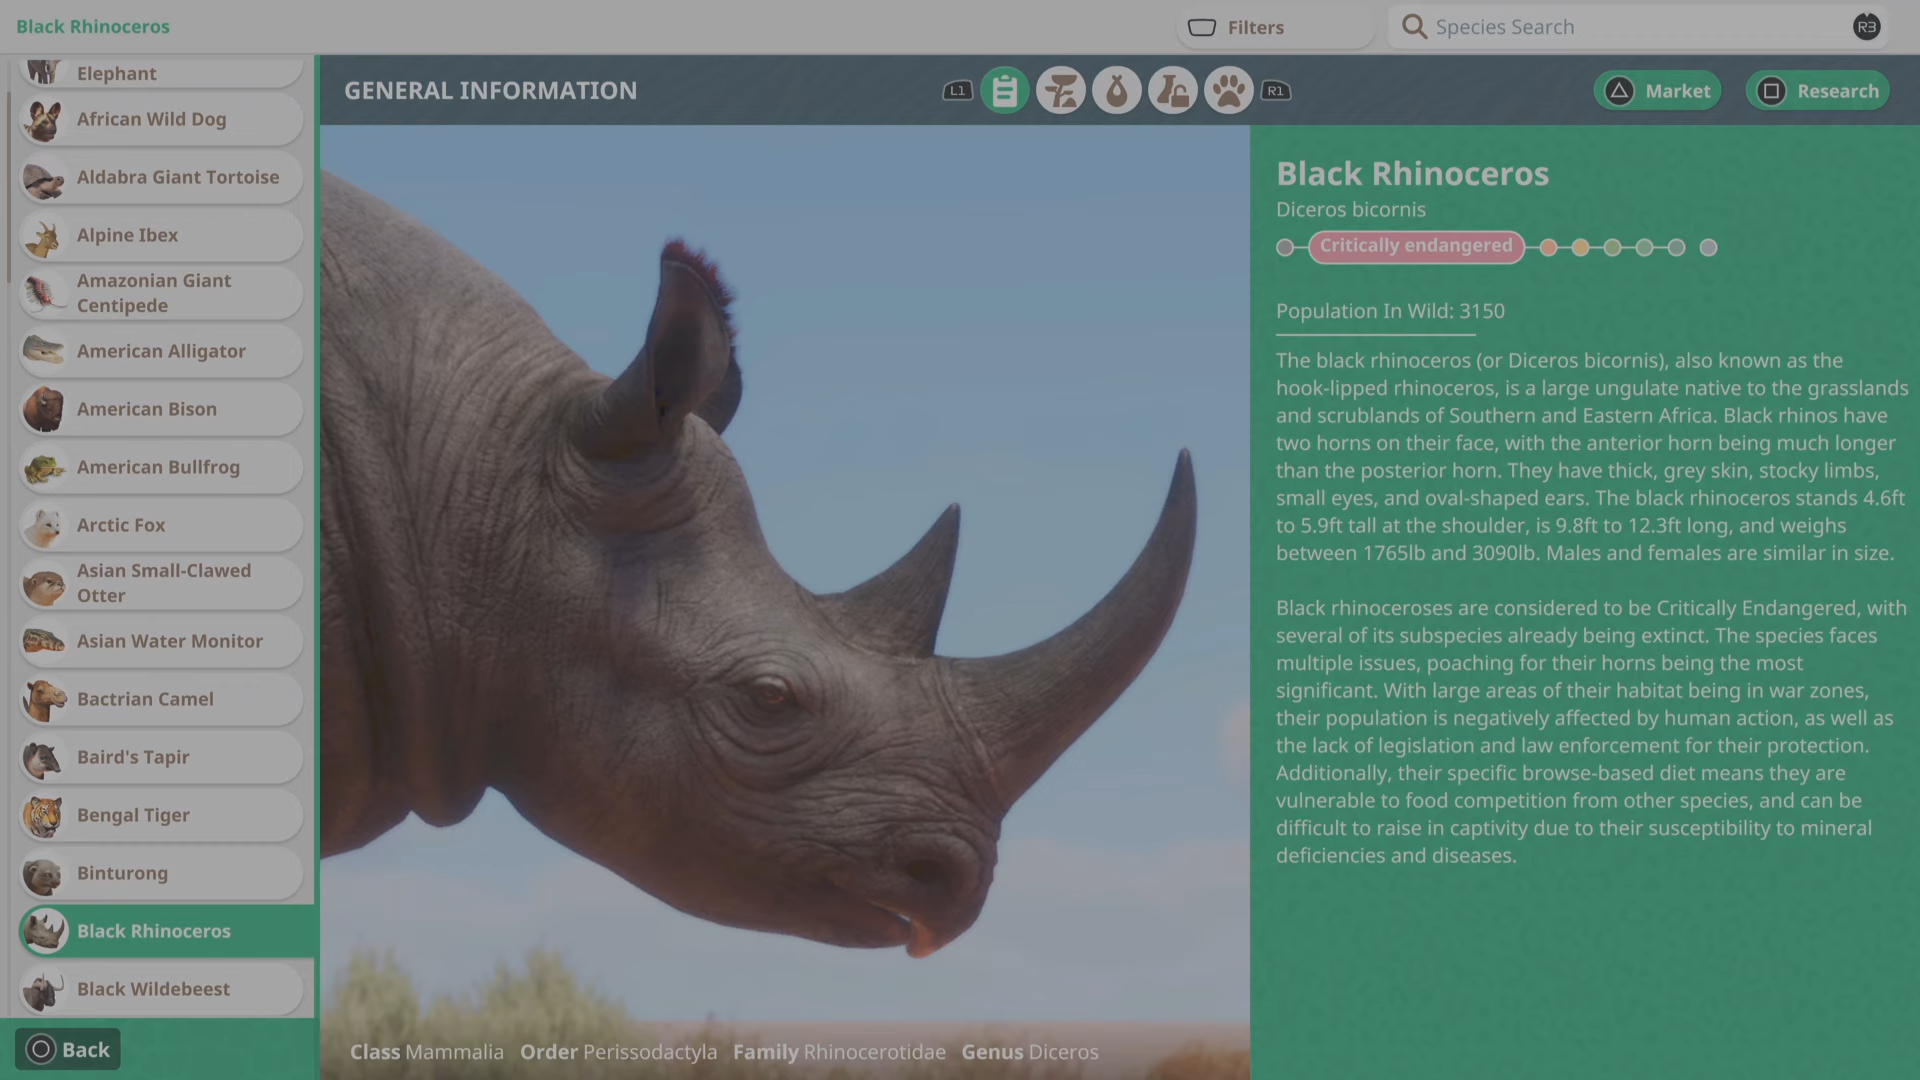 Black Rhinoceros
Filters
Species Search
R3
Elephant
African Wild Dog
Aldabra Giant Tortoise
Alpine Ibex
Amazonian Giant
Centipede
American Alligator
American Bison
American Bullfrog
Arctic Fox
Asian Small-Clawed
Otter
Asian Water Monitor
Bactrian Camel
Baird's Tapir
Bengal Tiger
Binturong
Black Rhinoceros
Black Wildebeest
Back
GENERAL INFORMATION
L1
R1
Market
Research
Black Rhinoceros
Diceros bicornis
Critically endangered
Population In Wild: 3150
The black rhinoceros (or Diceros bicornis), also known as the
hook-lipped rhinoceros, is a large ungulate native to the grasslands
and scrublands of Southern and Eastern Africa. Black rhinos have
two horns on their face, with the anterior horn being much longer
than the posterior horn. They have thick, grey skin, stocky limbs,
small eyes, and oval-shaped ears. The black rhinoceros stands 4.6ft
to 5.9ft tall at the shoulder, is 9.8ft to 12.3ft long, and weighs
between 1765lb and 3090lb. Males and females are similar in size.
Black rhinoceroses are considered to be Critically Endangered, with
several of its subspecies already being extinct. The species faces
multiple issues, poaching for their horns being the most
significant. With large areas of their habitat being in war zones,
their population is negatively affected by human action, as well as
the lack of legislation and law enforcement for their protection.
Additionally, their specific browse-based diet means they are
vulnerable to food competition from other species, and can be
difficult to raise in captivity due to their susceptibility to mineral
deficiencies and diseases.
Class Mammalia Order Perissodactyla Family Rhinocerotidae Genus Diceros